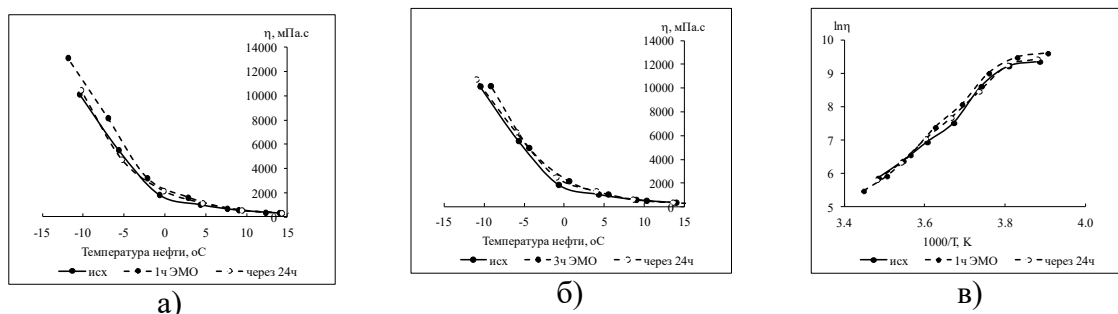 η, мПа.с
14000
12000
10000
8000
6000
4000
2000
0
-15 -10 -5 0 5 10 15
Температура нефти, оС
исх 1ч ЭМО через 24ч
а)
η, мПа.с
14000
12000
10000
8000
6000
4000
2000
0
-15 -10 -5 0 5 10 15
Температура нефти, оС
исх 3ч ЭМО через 24ч
б)
lnη
10
9
8
7
6
5
3.4 3.6 3.8 4.0
1000/T, K
исх 1ч ЭМО через 24ч
в)